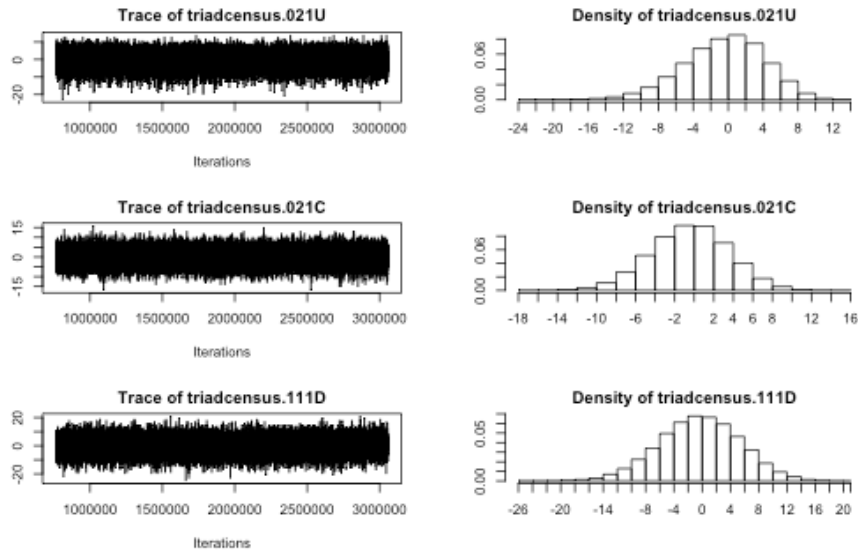 Trace of triadcensus.021U
0
-20
1000000 1500000 2000000 2500000 3000000
Iterations
Density of triadcensus.021U
0.06
0.00
-24 -20 -16 -12 -8 -4 0 4 8 12
Trace of triadcensus.021C
15
0
-15
1000000 1500000 2000000 2500000 3000000
Iterations
Density of triadcensus.021C
0.06
0.00
-18 -14 -10 -6 -2 2 4 6 8 12 16
Trace of triadcensus.111D
20
0
-20
1000000 1500000 2000000 2500000 3000000
Iterations
Density of triadcensus.111D
0.05
0.00
-26 -20 -14 -8 -4 0 4 8 12 16 20